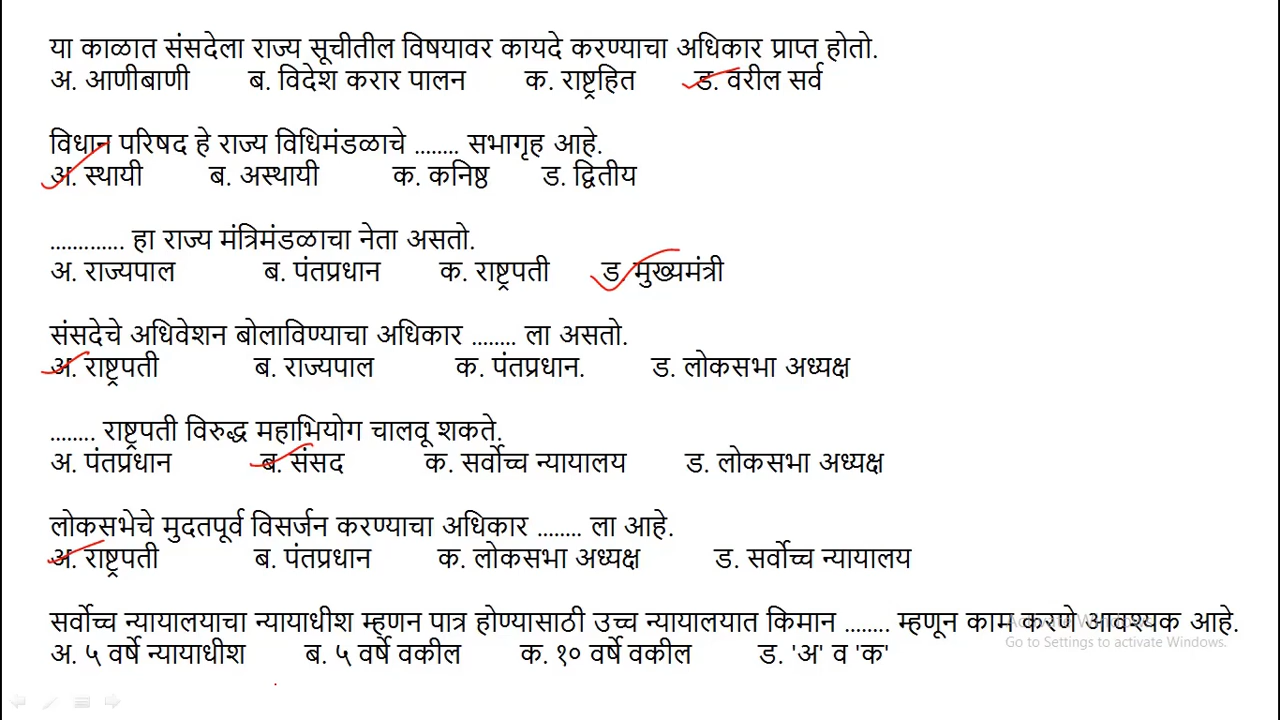 या काळात संसदेला राज्य सूचीतील विषयावर कायदे करण्याचा अधिकार प्राप्त होतो.
अ. आणीबाणी ब. विदेश करार पालन क. राष्ट्रहित ड. वरील सर्व
विधान परिषद हे राज्य विधिमंडळाचे ........ सभागृह आहे.
अ. स्थायी ब. अस्थायी क. कनिष्ठ ड. द्वितीय
............. हा राज्य मंत्रिमंडळाचा नेता असतो.
अ. राज्यपाल ब. पंतप्रधान क. राष्ट्रपती ड. मुख्यमंत्री
संसदेचे अधिवेशन बोलाविण्याचा अधिकार ........ ला असतो.
अ. राष्ट्रपती ब. राज्यपाल क. पंतप्रधान. ड. लोकसभा अध्यक्ष
........ राष्ट्रपती विरुद्ध महाभियोग चालवू शकते.
अ. पंतप्रधान ब. संसद क. सर्वोच्च न्यायालय ड. लोकसभा अध्यक्ष
लोकसभेचे मुदतपूर्व विसर्जन करण्याचा अधिकार ........ ला आहे.
अ. राष्ट्रपती ब. पंतप्रधान क. लोकसभा अध्यक्ष ड. सर्वोच्च न्यायालय
सर्वोच्च न्यायालयाचा न्यायाधीश म्हणन पात्र होण्यासाठी उच्च न्यायालयात किमान ........ म्हणून काम करणे आवश्यक आहे.
अ. ५ वर्षे न्यायाधीश ब. ५ वर्षे वकील क. १० वर्षे वकील ड. 'अ' व 'क'
Activate Windows
Go to Settings to activate Windows.